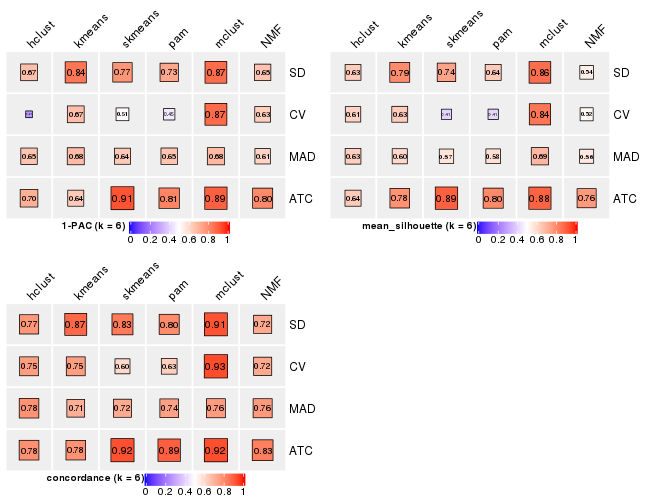 hclust kmeans skmeans pam mclust NMF
0.67 0.84 0.77 0.73 0.87 0.65 SD
0.67 0.51 0.45 0.87 0.63 CV
0.65 0.68 0.64 0.65 0.68 0.61 MAD
0.70 0.64 0.91 0.81 0.89 0.80 ATC
1-PAC (k = 6)
0 0.2 0.4 0.6 0.8 1
hclust kmeans skmeans pam mclust NMF
0.63 0.79 0.74 0.64 0.86 0.54 SD
0.61 0.63 0.41 0.41 0.84 0.52 CV
0.63 0.60 0.57 0.58 0.69 0.56 MAD
0.64 0.78 0.89 0.80 0.88 0.76 ATC
mean_silhouette (k = 6)
0 0.2 0.4 0.6 0.8 1
hclust kmeans skmeans pam mclust NMF
0.77 0.87 0.83 0.80 0.91 0.72 SD
0.75 0.75 0.60 0.63 0.93 0.72 CV
0.78 0.71 0.72 0.74 0.76 0.76 MAD
0.78 0.78 0.92 0.89 0.92 0.83 ATC
concordance (k = 6)
0 0.2 0.4 0.6 0.8 1